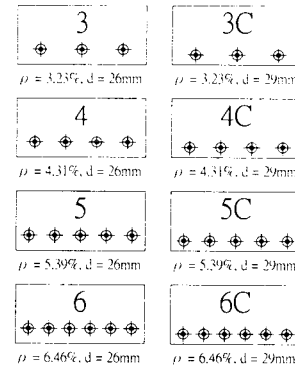 3 3C
ρ = 3.23%, d = 26mm ρ = 3.23%, d = 29mm
4 4C
ρ = 4.31%, d = 26mm ρ = 4.31%, d = 29mm
5 5C
ρ = 5.39%, d = 26mm ρ = 5.39%, d = 29mm
6 6C
ρ = 6.46%, d = 26mm ρ = 6.46%, d = 29mm